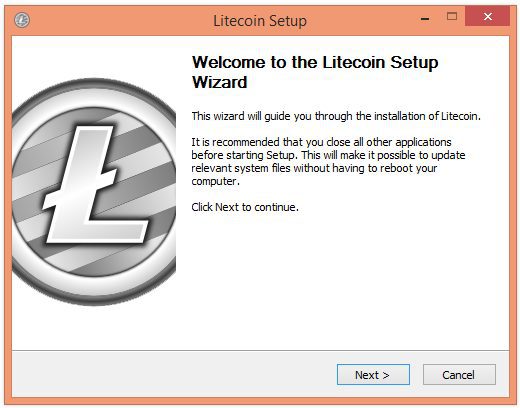 Litecoin Setup
Welcome to the Litecoin Setup
Wizard
This wizard will guide you through the installation of Litecoin.
It is recommended that you close all other applications
before starting Setup. This will make it possible to update
relevant system files without having to reboot your
computer.
Click Next to continue.
Next >
Cancel